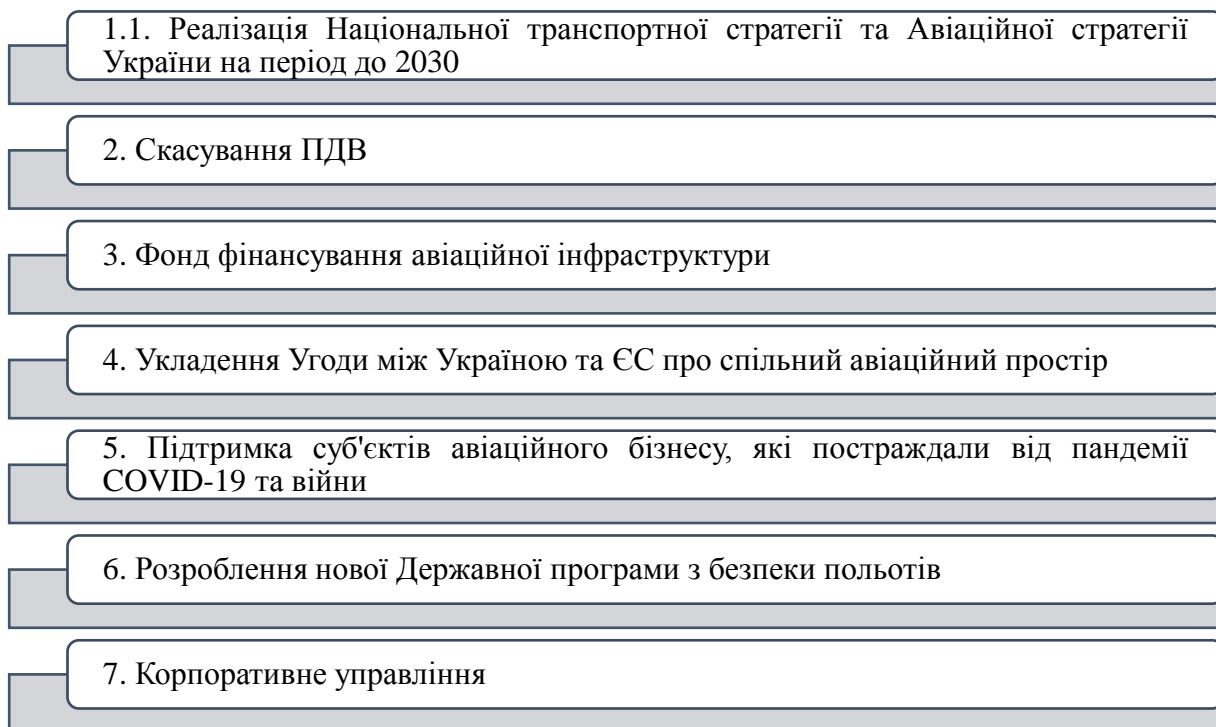 1.1. Реалізація Національної транспортної стратегії та Авіаційної стратегії
України на період до 2030
2. Скасування ПДВ
3. Фонд фінансування авіаційної інфраструктури
4. Укладення Угоди між Україною та ЄС про спільний авіаційний простір
5. Підтримка суб'єктів авіаційного бізнесу, які постраждали від пандемії
COVID-19 та війни
6. Розроблення нової Державної програми з безпеки польотів
7. Корпоративне управління